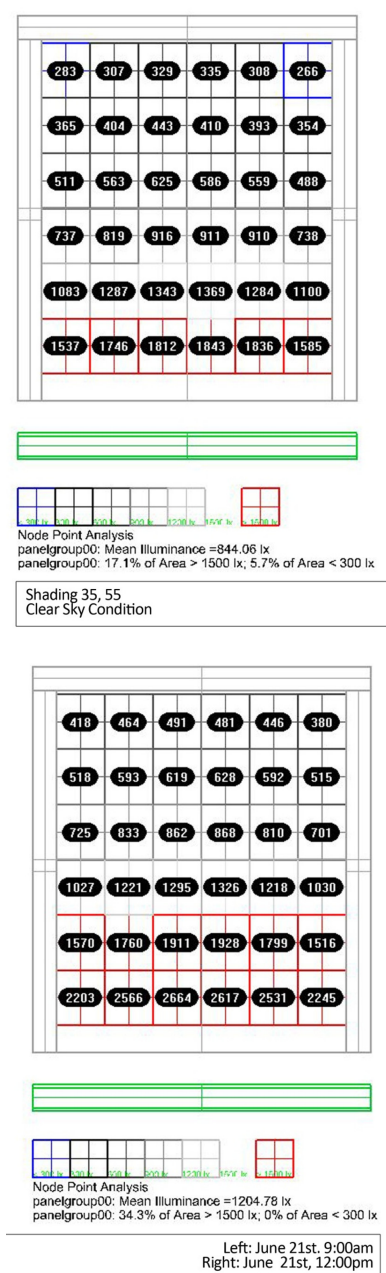 283 307 329 335 308 266
365 404 443 410 393 354
511 563 625 586 559 488
737 819 916 911 910 738
1083 1287 1343 1369 1284 1100
1537 1746 1812 1843 1836 1585
Node Point Analysis
panelgroup00: Mean Illuminance =844.06 lx
panelgroup00: 17.1% of Area > 1500 lx; 5.7% of Area < 300 lx
Shading 35, 55
Clear Sky Condition
418 464 491 481 446 380
518 593 619 628 592 515
725 833 862 868 810 701
1027 1221 1295 1326 1218 1030
1570 1760 1911 1928 1799 1516
2203 2566 2664 2617 2531 2245
Node Point Analysis
panelgroup00: Mean Illuminance =1204.78 lx
panelgroup00: 34.3% of Area > 1500 lx; 0% of Area < 300 lx
Left: June 21st. 9:00am
Right: June 21st, 12:00pm